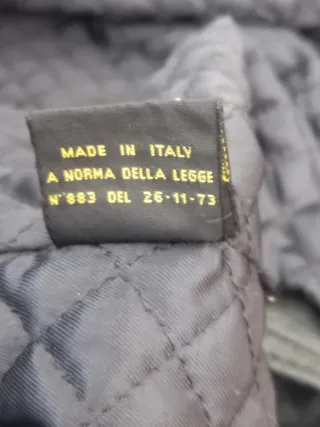 MADE IN ITALY
A NORMA DELLA LEGGE
N° 883 DEL 26-11-73